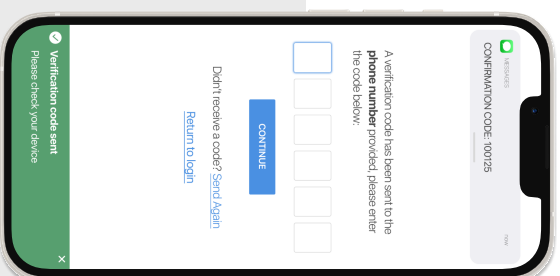 MESSAGES now
CONFIRMATION CODE: 100125
A verification code has been sent to the
phone number provided, please enter
the code below:
CONTINUE
Didn't receive a code? Send Again
Return to login
Verification code sent
Please check your device